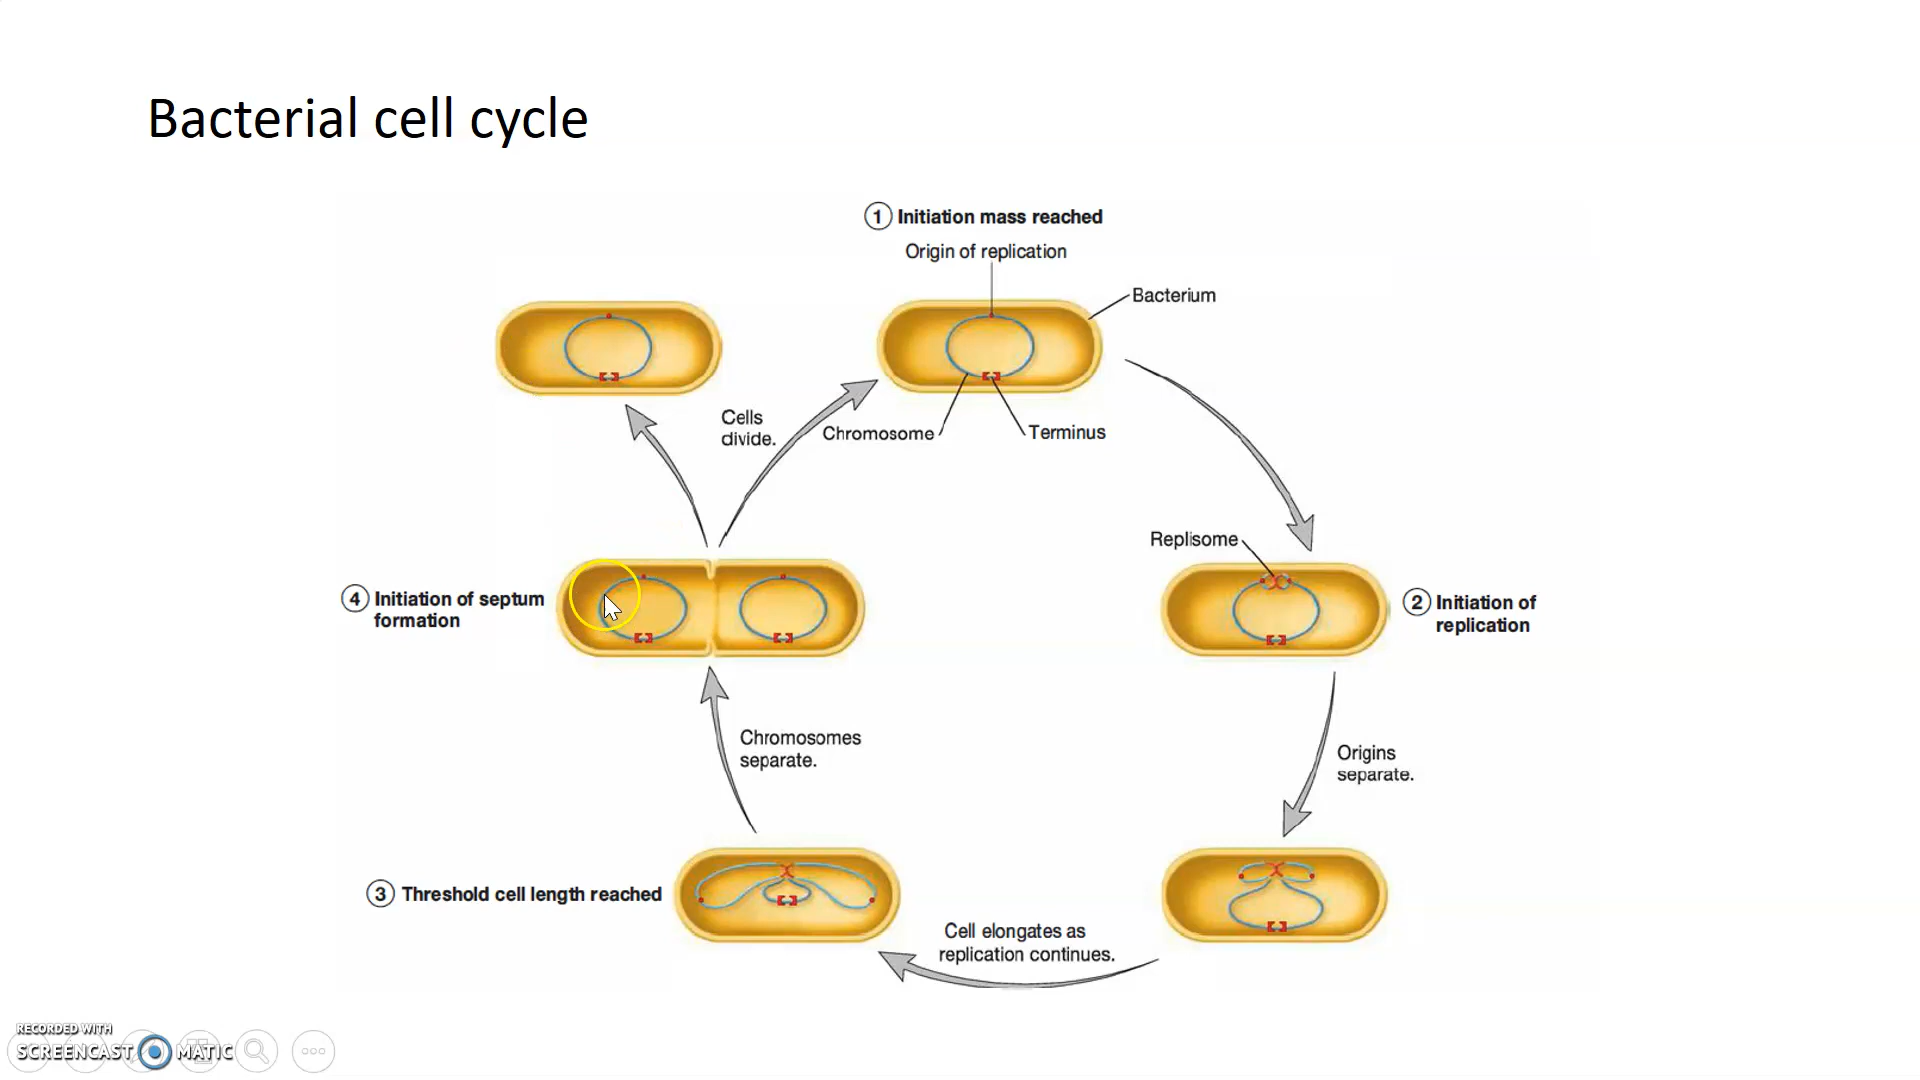 Bacterial cell cycle
1 Initiation mass reached
Origin of replication
Bacterium
Cells
divide.
Chromosome
Terminus
Replisome
4 Initiation of septum
formation
2 Initiation of
replication
Chromosomes
separate.
Origins
separate.
3 Threshold cell length reached
Cell elongates as
replication continues.
RECORDED WITH
SCREENCAST MATIC